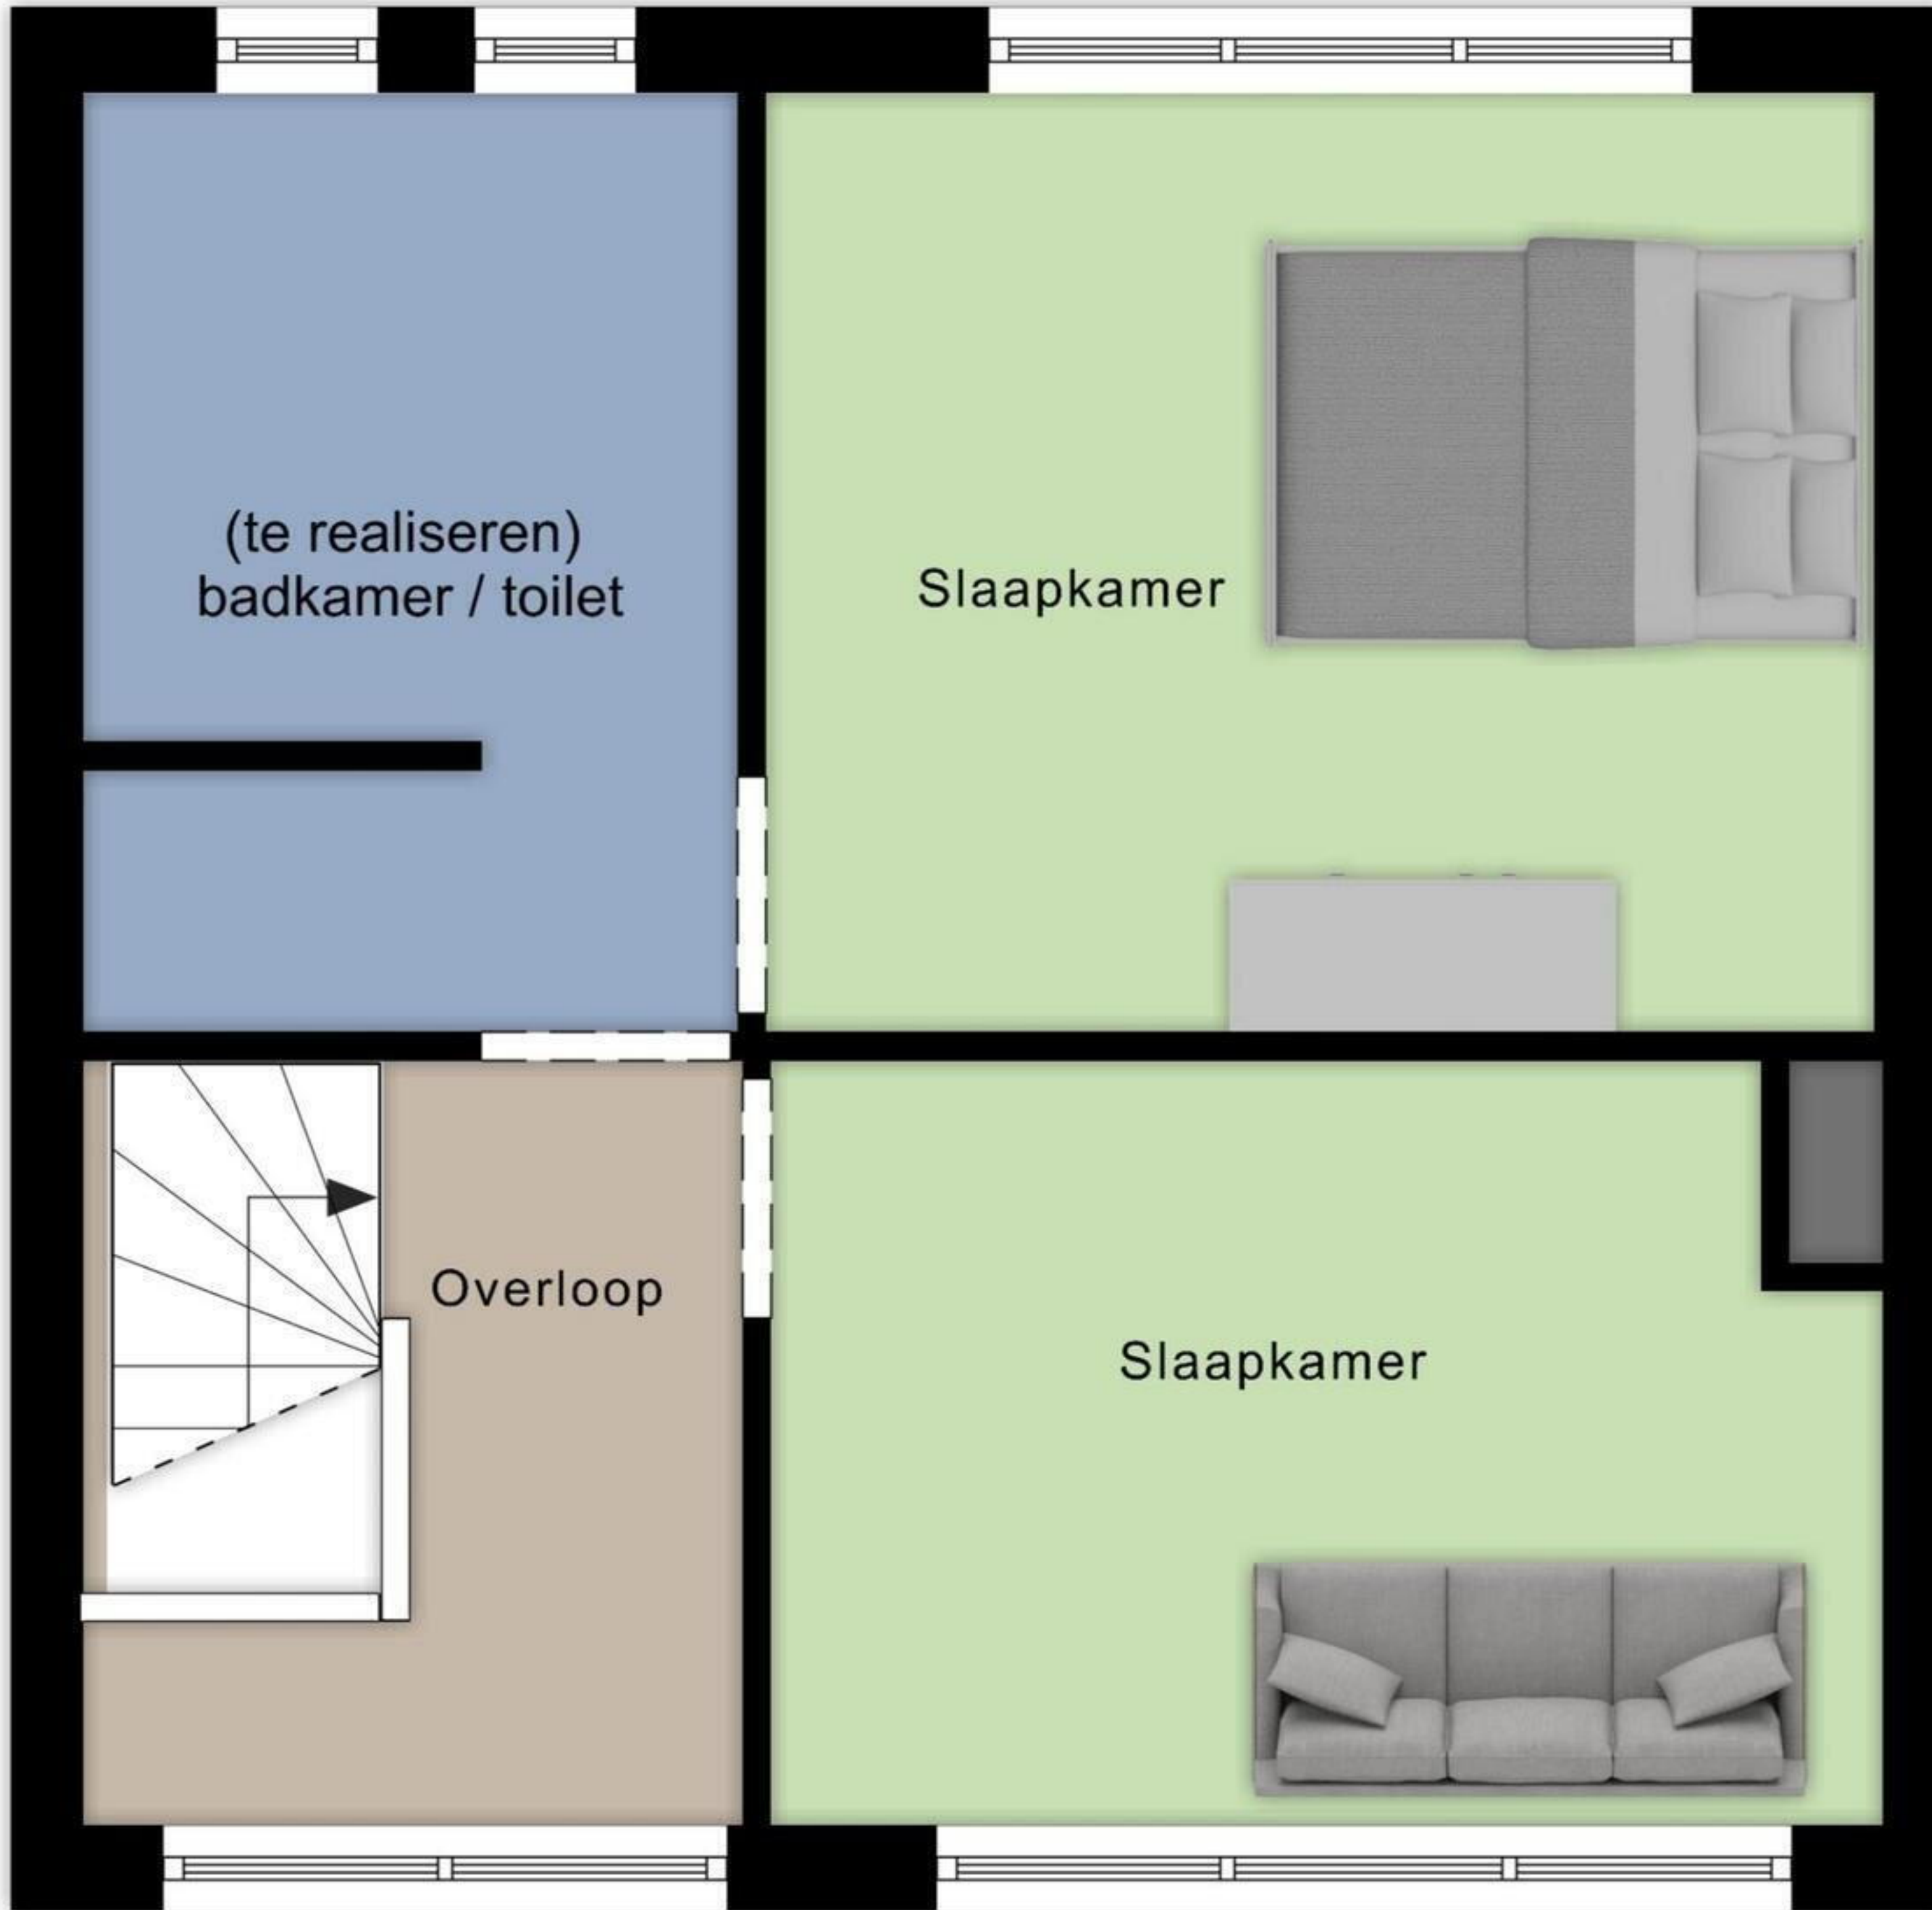 (te realiseren)
badkamer / toilet
Slaapkamer
Overloop
Slaapkamer